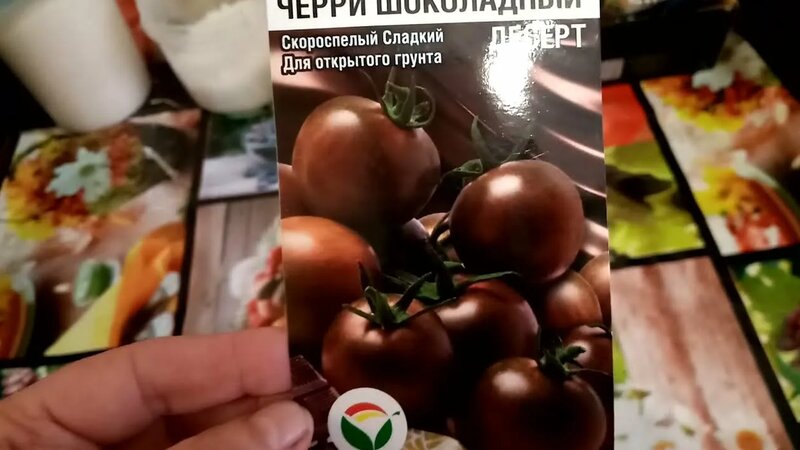 ЧЕРРИ ШОКОЛАДНЫЙ
ДЕСЕРТ
Скороспелый Сладкий
Для открытого грунта